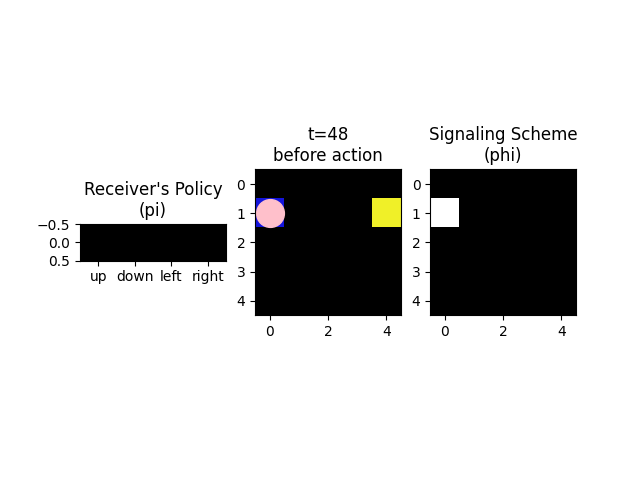 Receiver's Policy
(pi)
−0.5
0.0
0.5
up down left right
t=48
before action
0
1
2
3
4
0 2 4
Signaling Scheme
(phi)
0
1
2
3
4
0 2 4